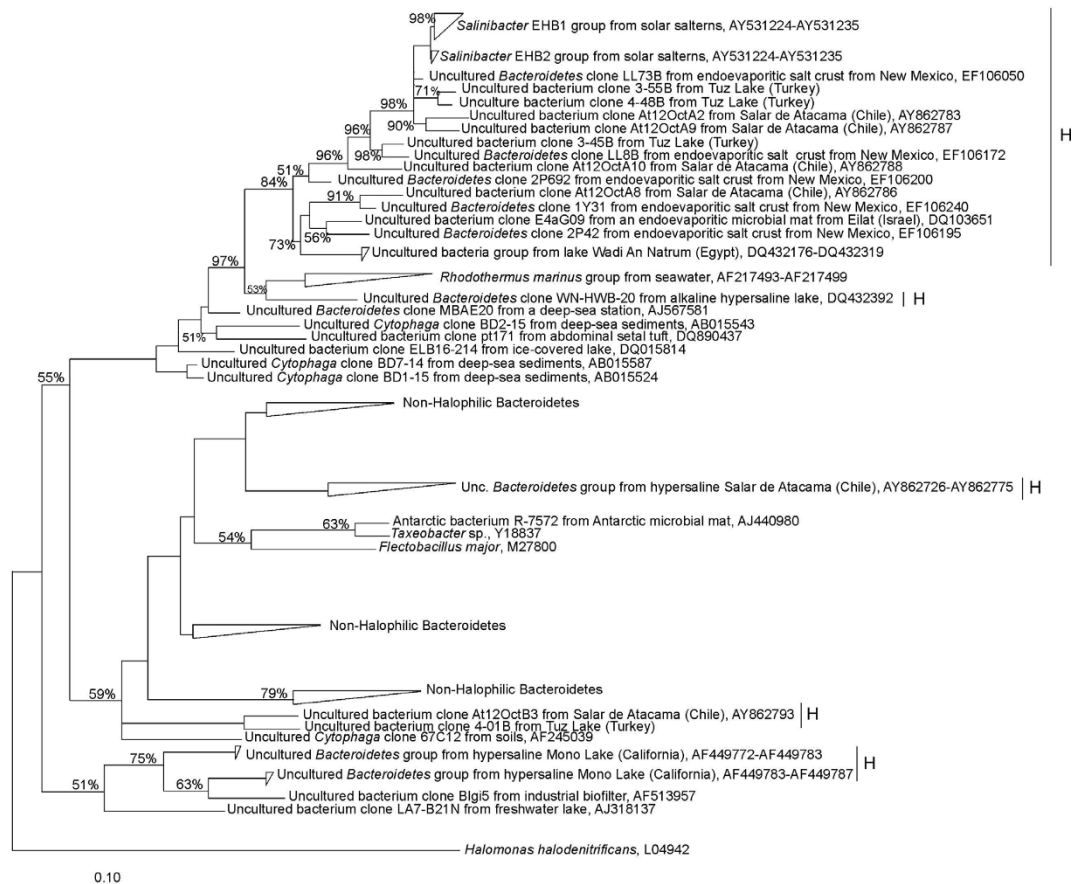 98%
Salinibacter EHB1 group from solar salterns, AY531224-AY531235
Salinibacter EHB2 group from solar salterns, AY531224-AY531235
Uncultured Bacteroidetes clone LL73B from endoevaporitic salt crust from New Mexico, EF106050
71%
Uncultured bacterium clone 3-55B from Tuz Lake (Turkey)
98%
Unculture bacterium clone 4-48B from Tuz Lake (Turkey)
Uncultured bacterium clone At12OctA2 from Salar de Atacama (Chile), AY862783
90%
Uncultured bacterium clone At12OctA9 from Salar de Atacama (Chile), AY862787
H
96%
Uncultured bacterium clone 3-45B from Tuz Lake (Turkey)
98%
Uncultured Bacteroidetes clone LL8B from endoevaporitic salt crust from New Mexico, EF106172
96%
Uncultured bacterium clone At12OctA10 from Salar de Atacama (Chile), AY862788
51%
Uncultured Bacteroidetes clone 2P692 from endoevaporitic salt crust from New Mexico, EF106200
84%
Uncultured bacterium clone At12OctA8 from Salar de Atacama (Chile), AY862786
91%
Uncultured Bacteroidetes clone 1Y31 from endoevaporitic salt crust from New Mexico, EF106240
Uncultured bacterium clone E4aG09 from an endoevaporitic microbial mat from Eilat (Israel), DQ103651
56%
Uncultured Bacteroidetes clone 2P42 from endoevaporitic salt crust from New Mexico, EF106195
73%
Uncultured bacteria group from lake Wadi An Natrum (Egypt), DQ432176-DQ432319
97%
Rhodothermus marinus group from seawater, AF217493-AF217499
53%
Uncultured Bacteroidetes clone WN-HWB-20 from alkaline hypersaline lake, DQ432392
H
Uncultured Bacteroidetes clone MBAE20 from a deep-sea station, AJ567581
Uncultured Cytophaga clone BD2-15 from deep-sea sediments, AB015543
51%
Uncultured bacterium clone pt171 from abdominal setal tuft, DQ890437
Uncultured bacterium clone ELB16-214 from ice-covered lake, DQ015814
Uncultured Cytophaga clone BD7-14 from deep-sea sediments, AB015587
Uncultured Cytophaga clone BD1-15 from deep-sea sediments, AB015524
55%
Non-Halophilic Bacteroidetes
Unc. Bacteroidetes group from hypersaline Salar de Atacama (Chile), AY862726-AY862775
H
63%
Antarctic bacterium R-7572 from Antarctic microbial mat, AJ440980
Taxeobacter sp., Y18837
54%
Flectobacillus major, M27800
Non-Halophilic Bacteroidetes
59%
79%
Non-Halophilic Bacteroidetes
Uncultured bacterium clone At12OctB3 from Salar de Atacama (Chile), AY862793
H
Uncultured bacterium clone 4-01B from Tuz Lake (Turkey)
Uncultured Cytophaga clone 67C12 from soils, AF245039
75%
Uncultured Bacteroidetes group from hypersaline Mono Lake (California), AF449772-AF449783
H
Uncultured Bacteroidetes group from hypersaline Mono Lake (California), AF449783-AF449787
51%
63%
Uncultured bacterium clone Blgi5 from industrial biofilter, AF513957
Uncultured bacterium clone LA7-B21N from freshwater lake, AJ318137
Halomonas halodenitrificans, L04942
0.10